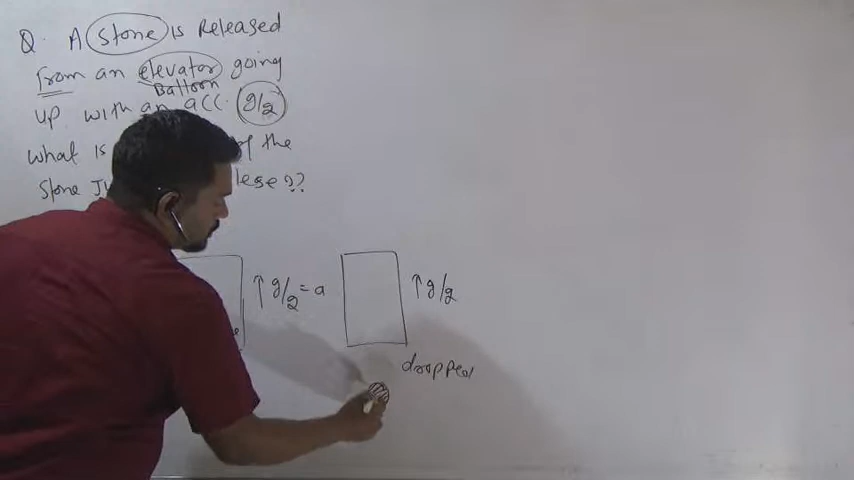 Q. A stone is Released
from an elevator going
Balloon
up with an acc. g/2
What is of the
stone lese ??
↑ g/2 = a
↑ g/2
dropped